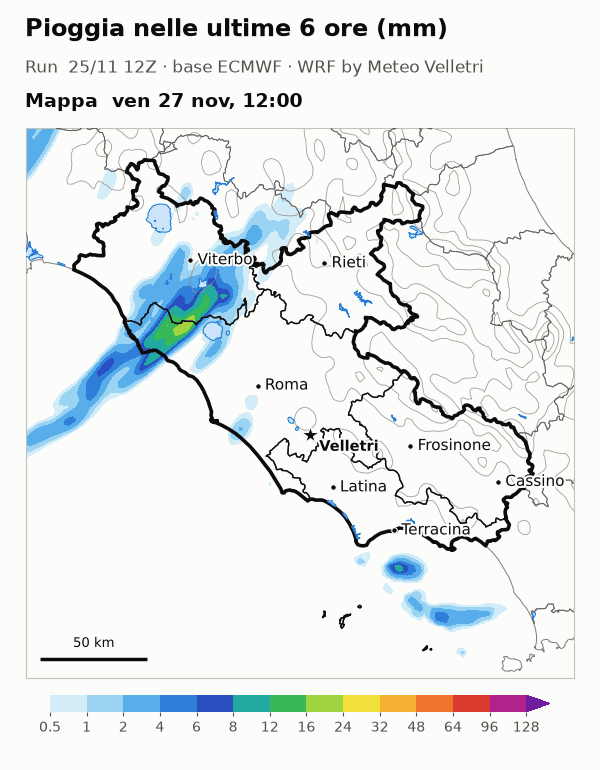 Pioggia nelle ultime 6 ore (mm)
Run  25/11 12Z · base ECMWF · WRF by Meteo Velletri
Mappa  ven 27 nov, 12:00
Viterbo
Rieti
Roma
Velletri
Frosinone
Cassino
Latina
Terracina
50 km
0.5 1 2 4 6 8 12 16 24 32 48 64 96 128